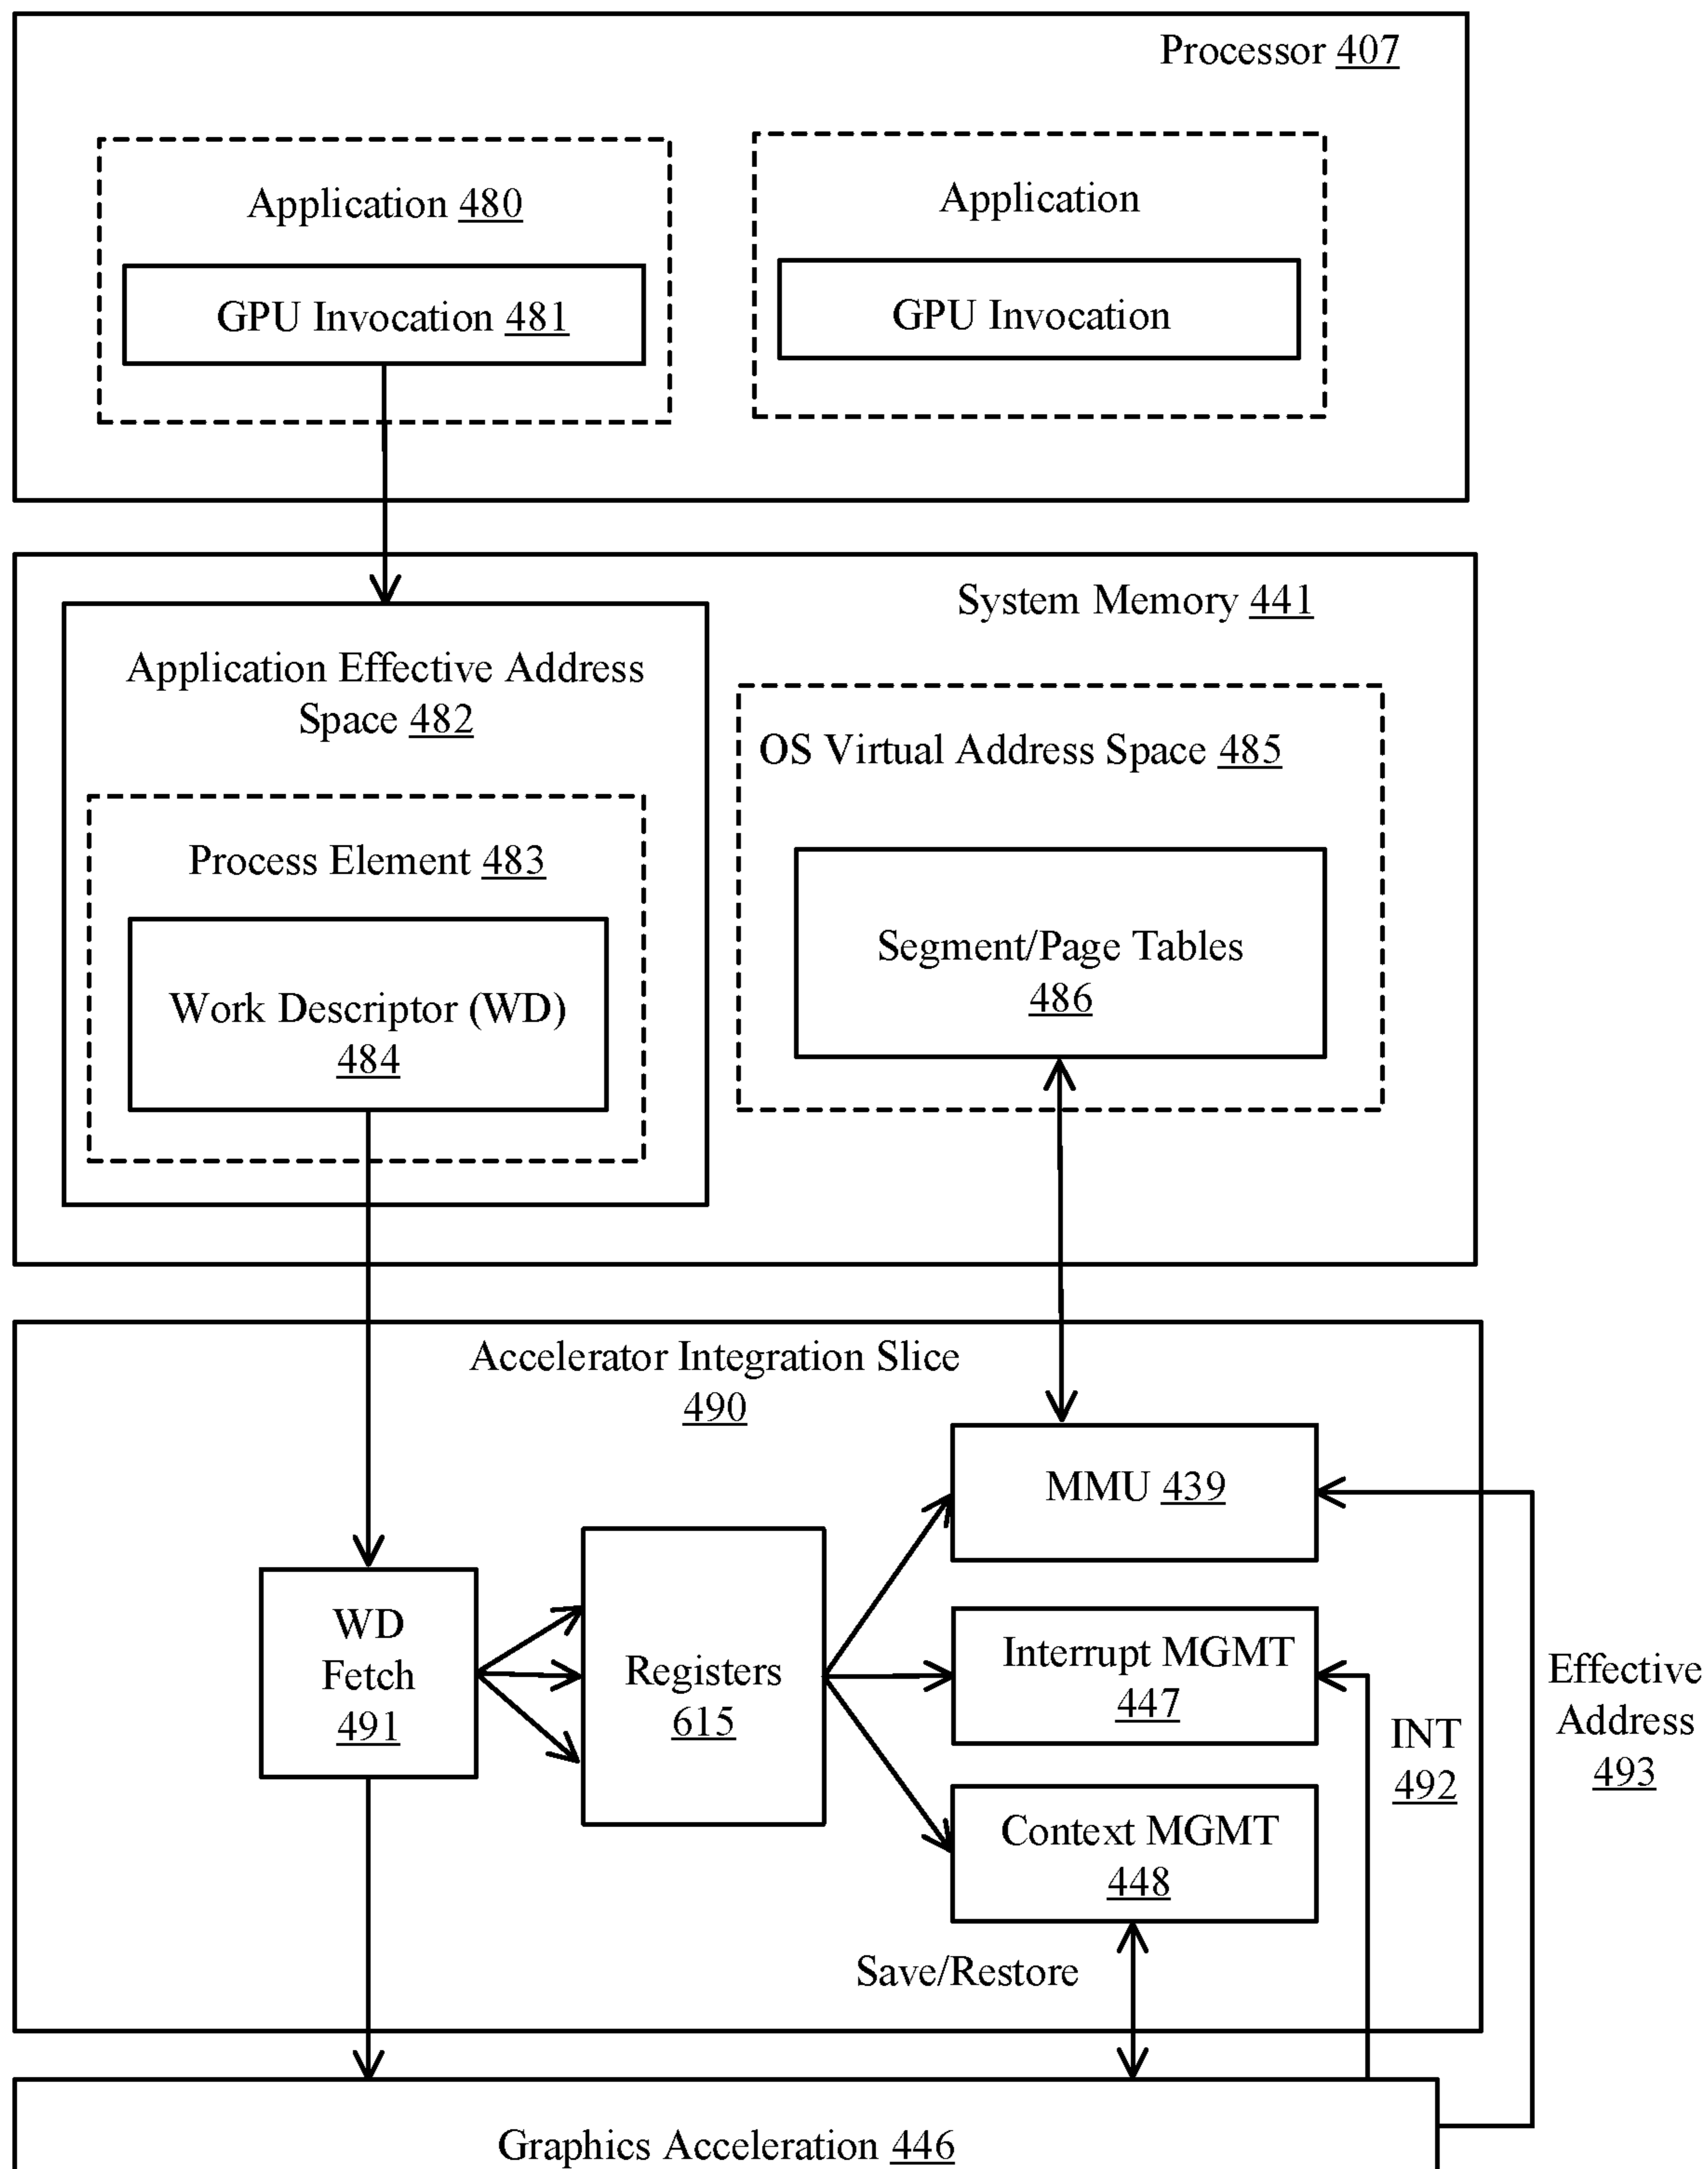 Processor 407
Application 480
GPU Invocation 481
Application
GPU Invocation
System Memory 441
Application Effective Address
Space 482
Process Element 483
Work Descriptor (WD)
484
OS Virtual Address Space 485
Segment/Page Tables
486
Accelerator Integration Slice
490
WD
Fetch
491
Registers
615
MMU 439
Interrupt MGMT
447
Context MGMT
448
Save/Restore
INT
492
Effective
Address
493
Graphics Acceleration 446